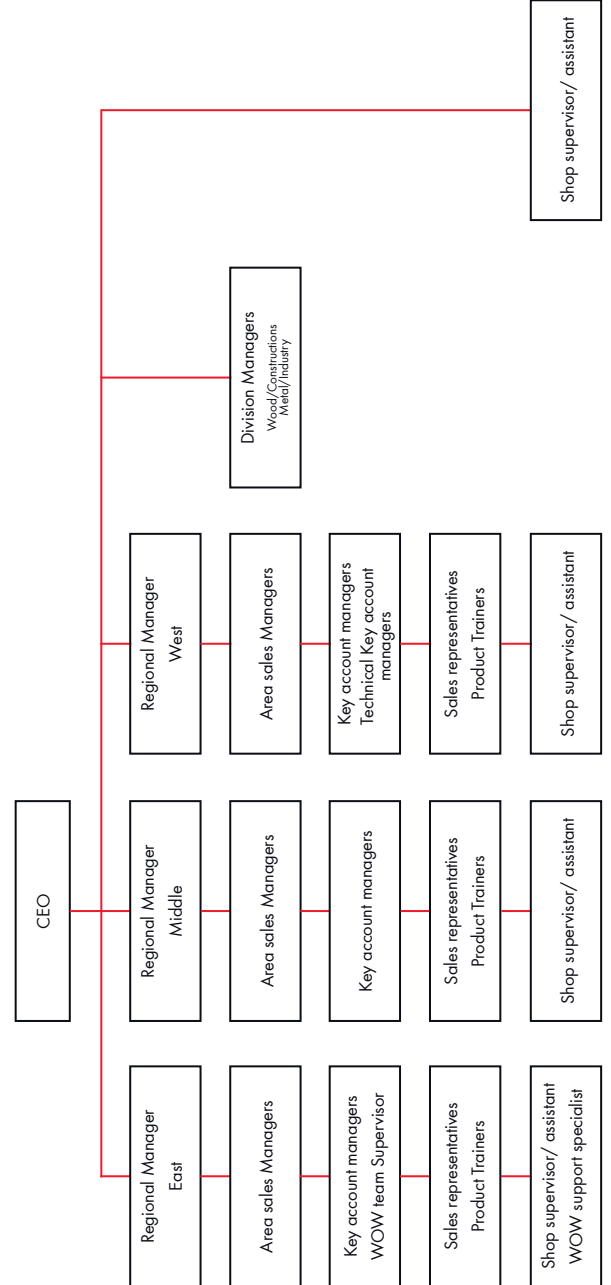 CEO
Regional Manager
East
Regional Manager
Middle
Regional Manager
West
Area sales Managers
Area sales Managers
Area sales Managers
Division Managers
Wood/Constructions
Metal/Industry
Key account managers
WOW team Supervisor
Key account managers
Key account managers
Technical Key account
managers
Sales representatives
Product Trainers
Sales representatives
Product Trainers
Sales representatives
Product Trainers
Shop supervisor/ assistant
WOW support specialist
Shop supervisor/ assistant
Shop supervisor/ assistant
Shop supervisor/ assistant